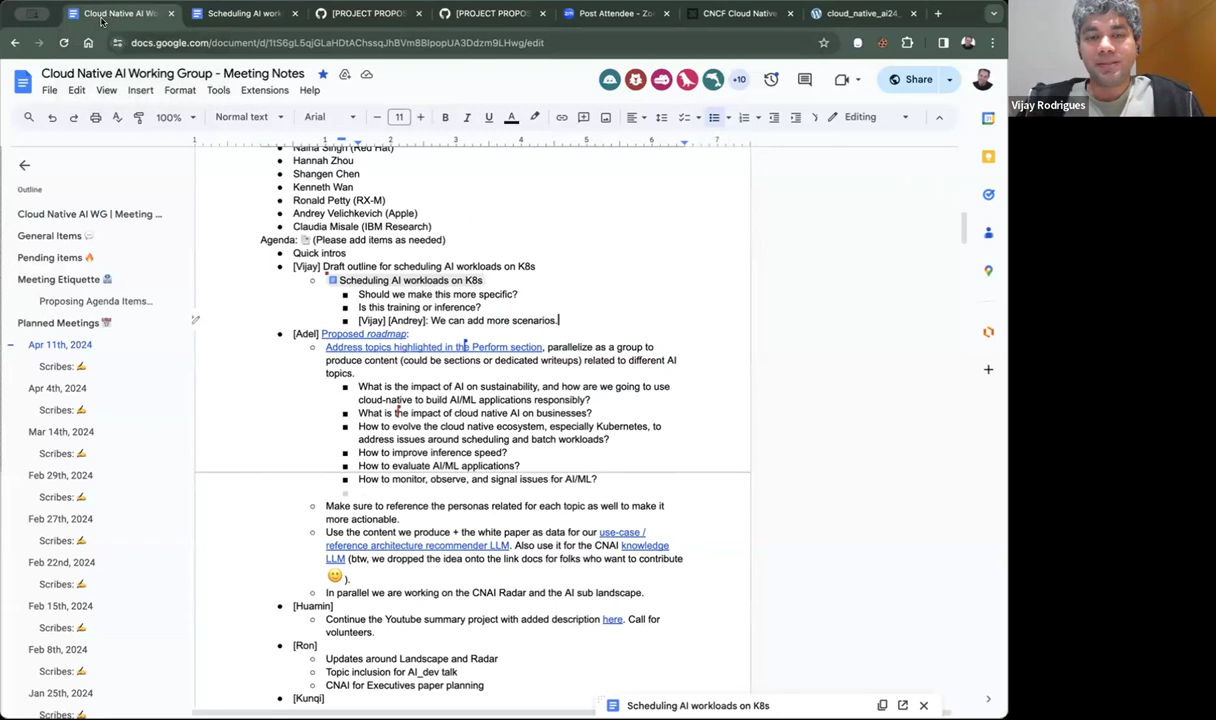 Cloud Native AI Wo
Scheduling AI work
[PROJECT PROPOS
[PROJECT PROPOS
Post Attendee - Zo
CNCF Cloud Native
cloud_native_ai24_
docs.google.com/document/d/1tS6gL5qjGLaHDtAChssqJhBVm8BIpopUA3Ddzm9LHwg/edit
Cloud Native AI Working Group - Meeting Notes
File Edit View Insert Format Tools Extensions Help
+10
Share
100% Normal text Arial 11 Editing
1 1 2 3 4 5 6 7
Outline
Cloud Native AI WG | Meeting ...
General Items 💬
Pending items 🔥
Meeting Etiquette
Proposing Agenda Items...
Planned Meetings 📅
Apr 11th, 2024
Scribes: ✍️
Apr 4th, 2024
Scribes: ✍️
Mar 14th, 2024
Scribes: ✍️
Feb 29th, 2024
Scribes: ✍️
Feb 27th, 2024
Scribes: ✍️
Feb 22nd, 2024
Scribes: ✍️
Feb 15th, 2024
Scribes: ✍️
Feb 8th, 2024
Scribes: ✍️
Jan 25th, 2024
Scribes: ✍️
Singh (Red Hat)
Hannah Zhou
Shangen Chen
Kenneth Wan
Ronald Petty (RX-M)
Andrey Velichkevich (Apple)
Claudia Misale (IBM Research)
Agenda: (Please add items as needed)
Quick intros
[Vijay] Draft outline for scheduling AI workloads on K8s
Scheduling AI workloads on K8s
Should we make this more specific?
Is this training or inference?
[Vijay] [Andrey]: We can add more scenarios.
[Adel] Proposed roadmap:
Address topics highlighted in the Perform section, parallelize as a group to
produce content (could be sections or dedicated writeups) related to different AI
topics.
What is the impact of AI on sustainability, and how are we going to use
cloud-native to build AI/ML applications responsibly?
What is the impact of cloud native AI on businesses?
How to evolve the cloud native ecosystem, especially Kubernetes, to
address issues around scheduling and batch workloads?
How to improve inference speed?
How to evaluate AI/ML applications?
How to monitor, observe, and signal issues for AI/ML?
Make sure to reference the personas related for each topic as well to make it
more actionable.
Use the content we produce + the white paper as data for our use-case /
reference architecture recommender LLM. Also use it for the CNAI knowledge
LLM (btw, we dropped the idea onto the link docs for folks who want to contribute
🙂 ).
In parallel we are working on the CNAI Radar and the AI sub landscape.
[Huamin]
Continue the Youtube summary project with added description here. Call for
volunteers.
[Ron]
Updates around Landscape and Radar
Topic inclusion for AI_dev talk
CNAI for Executives paper planning
[Kunqi]
Scheduling AI workloads on K8s
Vijay Rodrigues